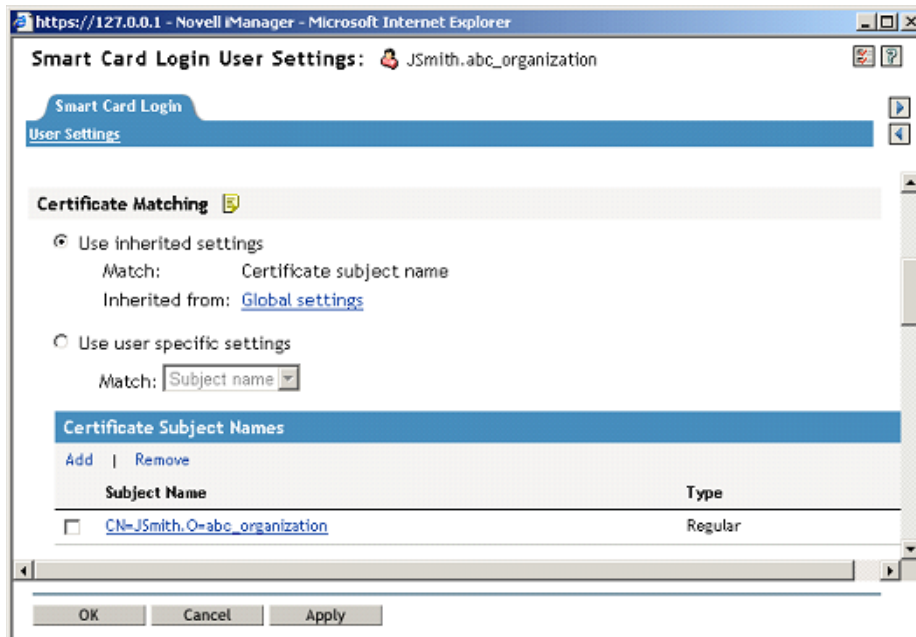 https://127.0.0.1 - Novell iManager - Microsoft Internet Explorer
Smart Card Login User Settings: JSmith.abc_organization
Smart Card Login
User Settings
Certificate Matching
Use inherited settings
Match: Certificate subject name
Inherited from: Global settings
Use user specific settings
Match: Subject name
Certificate Subject Names
Add | Remove
Subject Name Type
CN=JSmith.O=abc_organization Regular
OK Cancel Apply